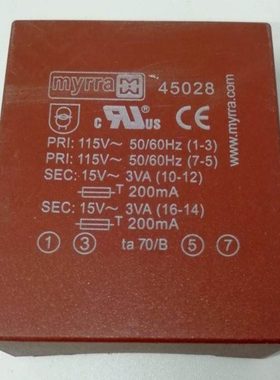 myrra 45028
c UL us CE
www.myrra.com
PRI: 115V~ 50/60Hz (1-3)
PRI: 115V~ 50/60Hz (7-5)
SEC: 15V~ 3VA (10-12)
T 200mA
SEC: 15V~ 3VA (16-14)
T 200mA
1 3 ta 70/B 5 7